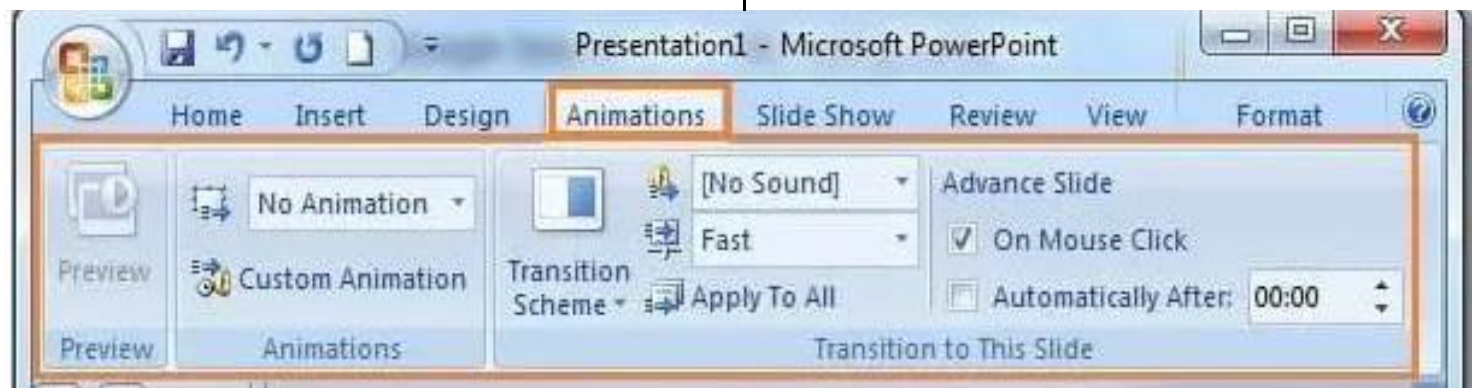 Presentation1 - Microsoft PowerPoint
Home Insert Design Animations Slide Show Review View Format
Preview
Preview
No Animation
Custom Animation
Animations
Transition
Scheme
[No Sound]
Fast
Apply To All
Advance Slide
On Mouse Click
Automatically After: 00:00
Transition to This Slide